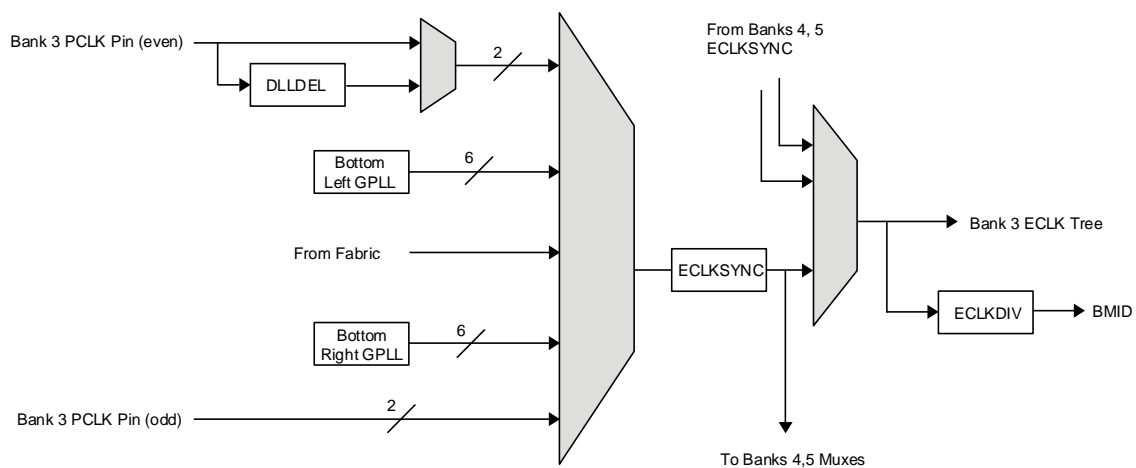 Bank 3 PCLK Pin (even)
DLLDEL
2
From Banks 4, 5
ECLKSYNC
Bottom
Left GPLL
6
From Fabric
ECLKSYNC
Bank 3 ECLK Tree
ECLKDIV
BMID
Bottom
Right GPLL
6
Bank 3 PCLK Pin (odd)
2
To Banks 4,5 Muxes